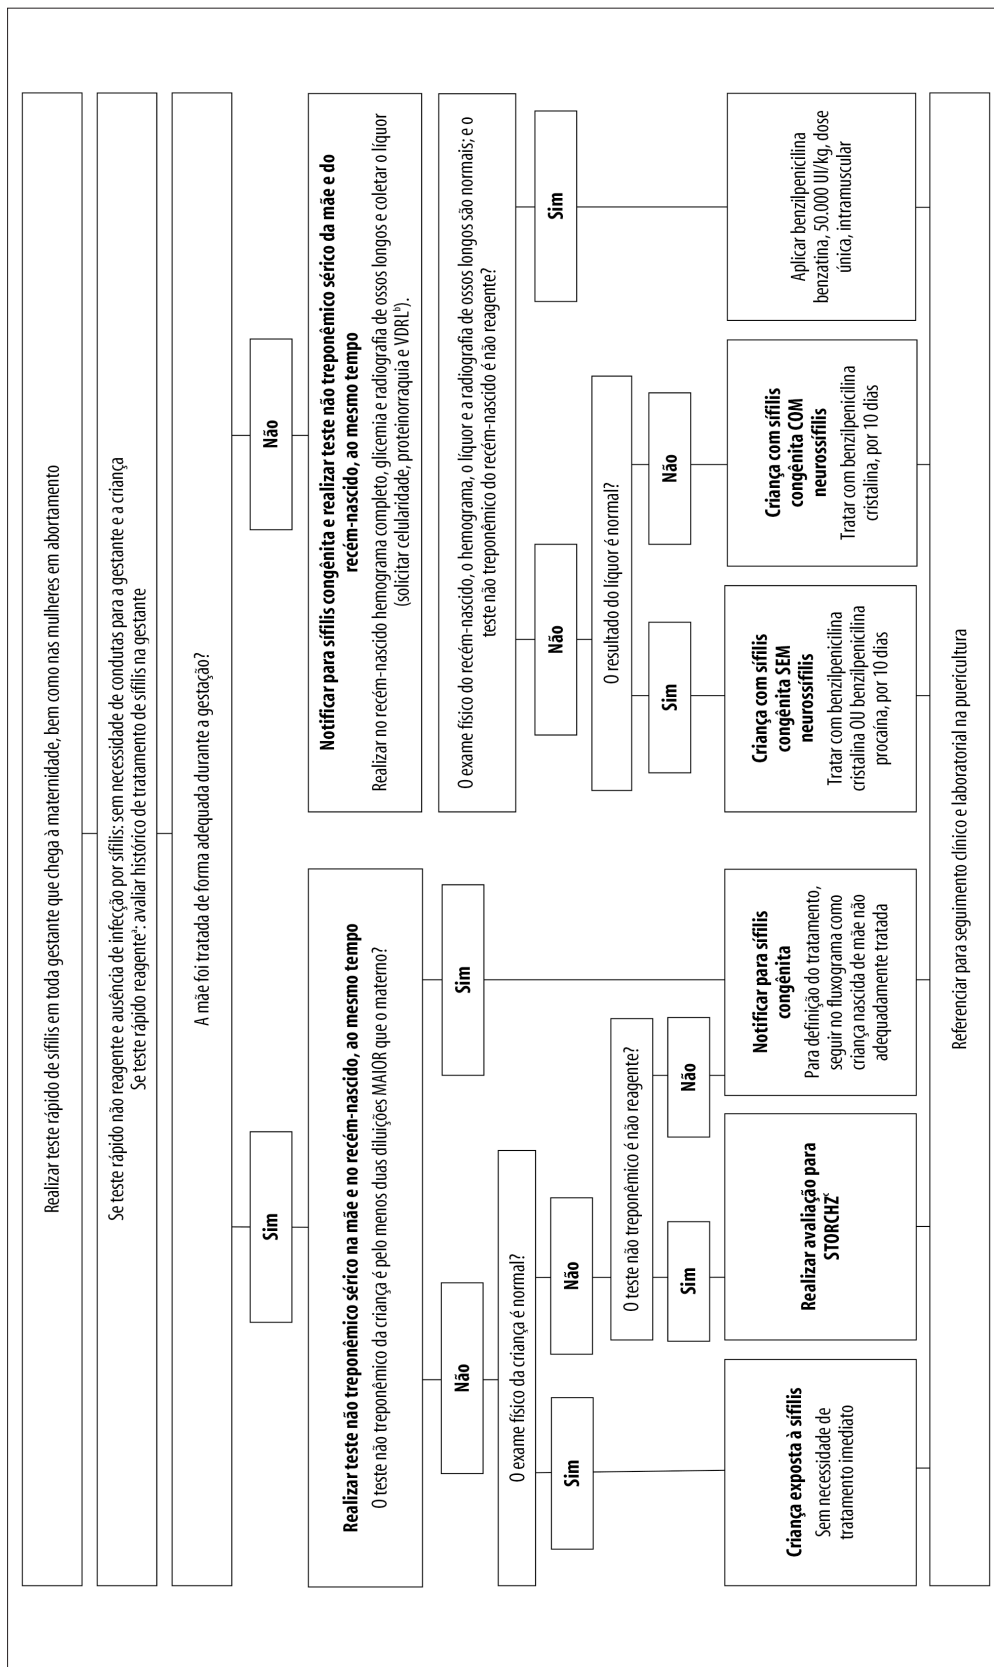 Realizar teste rápido de sífilis em toda gestante que chega à maternidade, bem como nas mulheres em abortamento
Se teste rápido não reagente e ausência de infecção por sífilis: sem necessidade de condutas para a gestante e a criança
Se teste rápido reagenteª: avaliar histórico de tratamento de sífilis na gestante
A mãe foi tratada de forma adequada durante a gestação?
Sim
Realizar teste não treponêmico sérico na mãe e no recém-nascido, ao mesmo tempo
O teste não treponêmico da criança é pelo menos duas diluições MAIOR que o materno?
Não
Sim
O exame físico da criança é normal?
Sim
Não
O teste não treponêmico é não reagente?
Sim
Não
Criança exposta à sífilis
Sem necessidade de
tratamento imediato
Realizar avaliação para
STORCHZᶜ
Notificar para sífilis
congênita
Para definição do tratamento,
seguir no fluxograma como
criança nascida de mãe não
adequadamente tratada
Não
Notificar para sífilis congênita e realizar teste não treponêmico sérico da mãe e do
recém-nascido, ao mesmo tempo
Realizar no recém-nascido hemograma completo, glicemia e radiografia de ossos longos e coletar o líquor
(solicitar celularidade, proteinorraquia e VDRLᵇ).
O exame físico do recém-nascido, o hemograma, o líquor e a radiografia de ossos longos são normais; e o
teste não treponêmico do recém-nascido é não reagente?
Não
Sim
O resultado do líquor é normal?
Sim
Não
Criança com sífilis
congênita SEM
neurossífilis
Tratar com benzilpenicilina
cristalina OU benzilpenicilina
procaína, por 10 dias
Criança com sífilis
congênita COM
neurossífilis
Tratar com benzilpenicilina
cristalina, por 10 dias
Aplicar benzilpenicilina
benzatina, 50.000 UI/kg, dose
única, intramuscular
Referenciar para seguimento clínico e laboratorial na puericultura